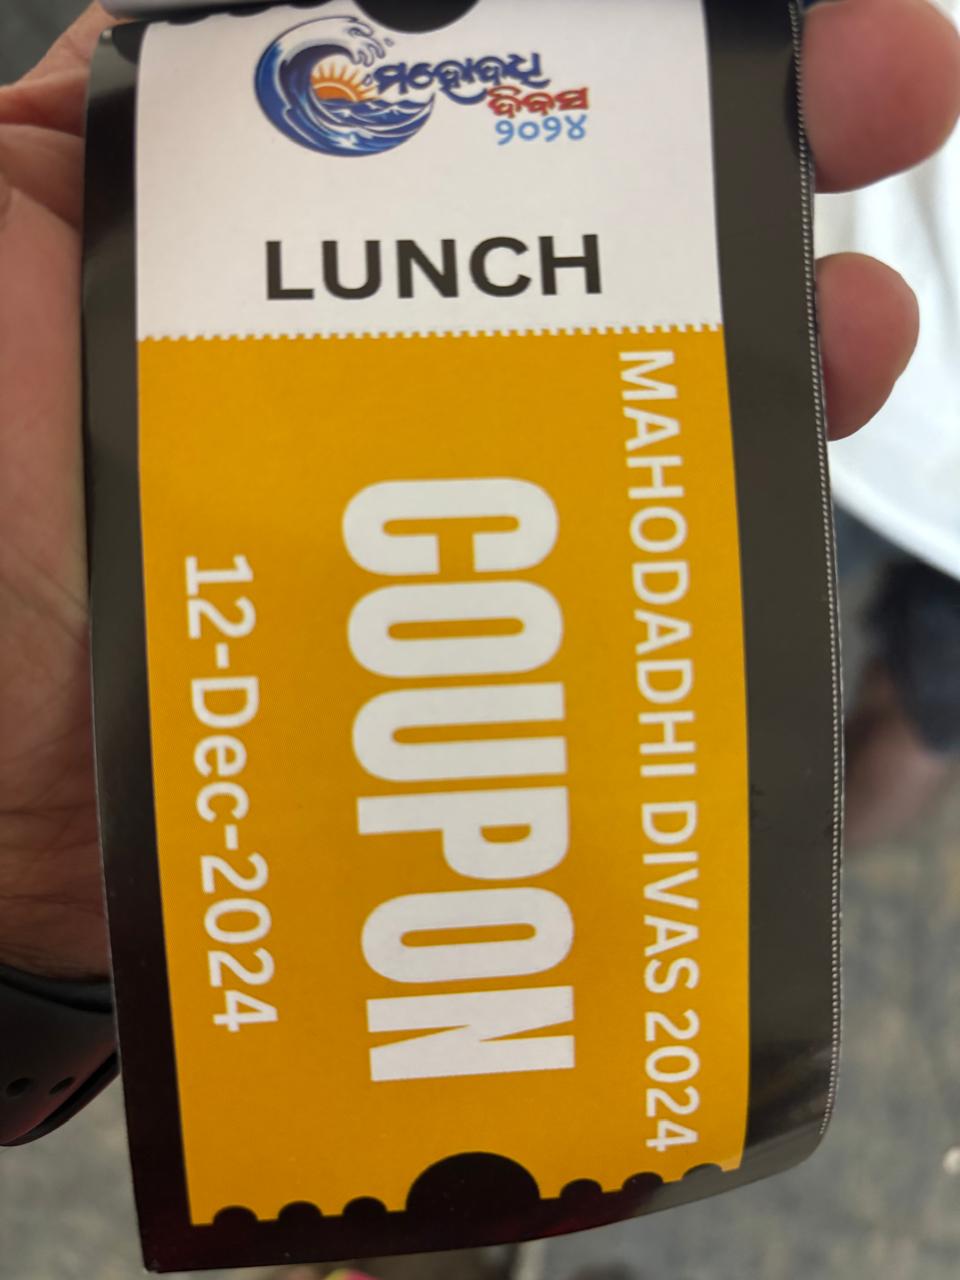 ମହୋଦଧି
ଦିବସ
୨୦୨୪
LUNCH
MAHODADHI DIVAS 2024
COUPON
12-Dec-2024